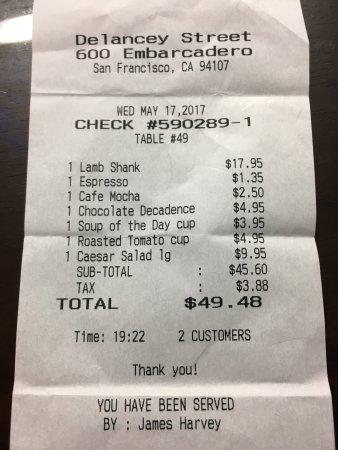 Delancey Street
600 Embarcadero
San Francisco, CA 94107
WED MAY 17,2017
CHECK #590289-1
TABLE #49
1 Lamb Shank $17.95
1 Espresso $1.35
1 Cafe Mocha $2.50
1 Chocolate Decadence $4.95
1 Soup of the Day cup $3.95
1 Roasted Tomato cup $4.95
1 Caesar Salad lg $9.95
SUB-TOTAL : $45.60
TAX : $3.88
TOTAL $49.48
Time: 19:22 2 CUSTOMERS
Thank you!
YOU HAVE BEEN SERVED
BY : James Harvey